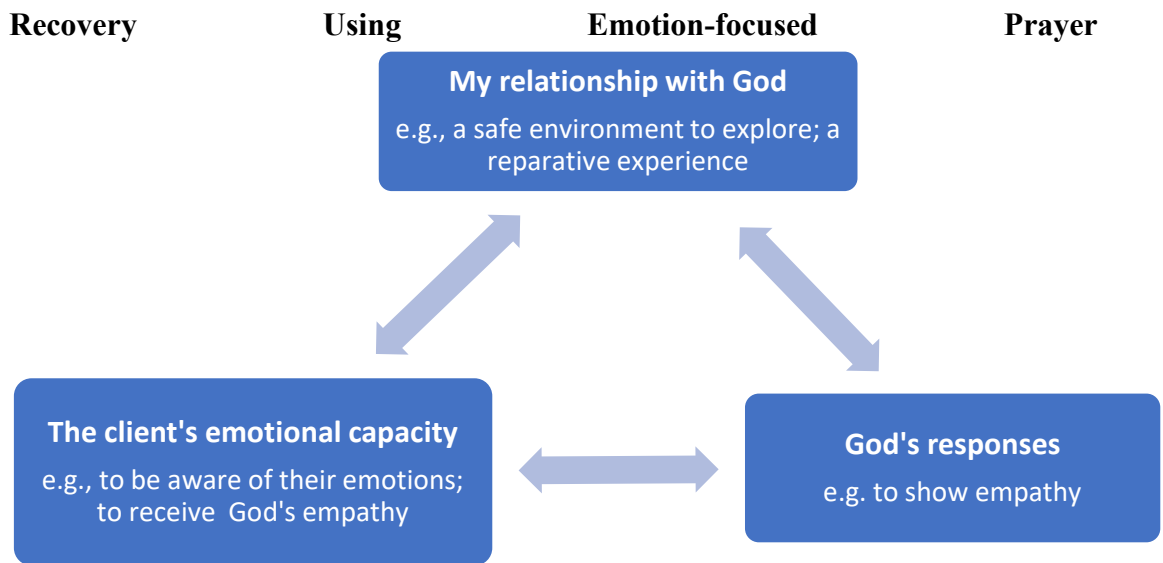 Recovery Using Emotion-focused Prayer
My relationship with God
e.g., a safe environment to explore; a
reparative experience
The client's emotional capacity
e.g., to be aware of their emotions;
to receive God's empathy
God's responses
e.g. to show empathy